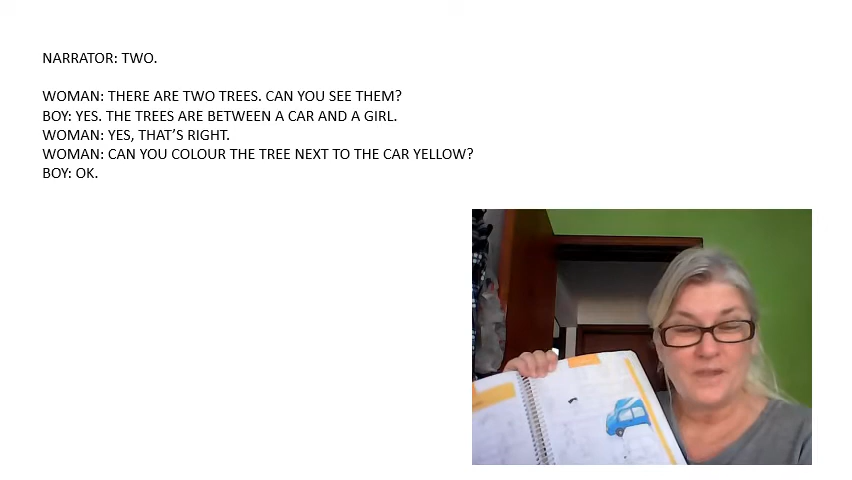 NARRATOR: TWO.
WOMAN: THERE ARE TWO TREES. CAN YOU SEE THEM?
BOY: YES. THE TREES ARE BETWEEN A CAR AND A GIRL.
WOMAN: YES, THAT’S RIGHT.
WOMAN: CAN YOU COLOUR THE TREE NEXT TO THE CAR YELLOW?
BOY: OK.